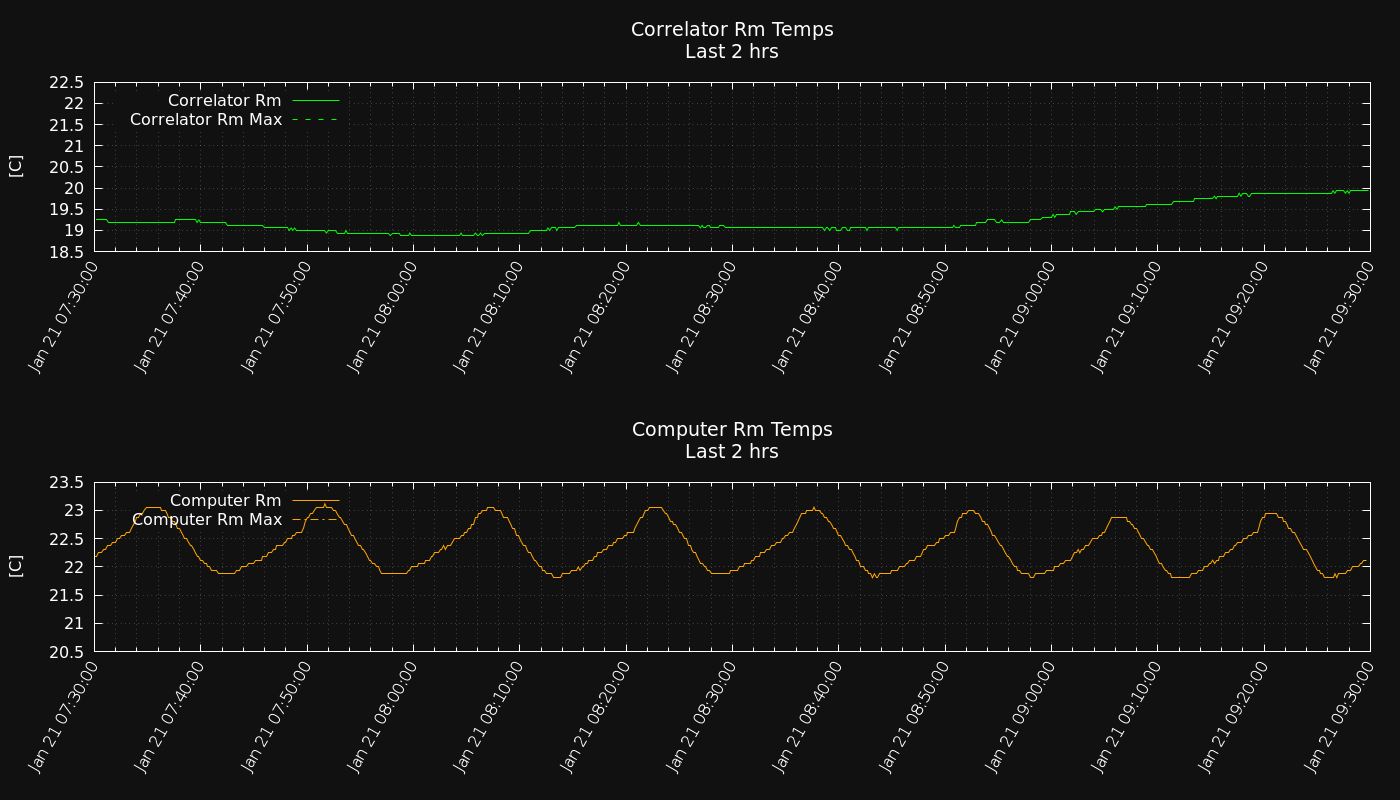 Correlator Rm Temps
Last 2 hrs
22.5
22
21.5
21
20.5
20
19.5
19
18.5
[C]
Correlator Rm
Correlator Rm Max
Jan 21 07:30:00
Jan 21 07:40:00
Jan 21 07:50:00
Jan 21 08:00:00
Jan 21 08:10:00
Jan 21 08:20:00
Jan 21 08:30:00
Jan 21 08:40:00
Jan 21 08:50:00
Jan 21 09:00:00
Jan 21 09:10:00
Jan 21 09:20:00
Jan 21 09:30:00
Computer Rm Temps
Last 2 hrs
23.5
23
22.5
22
21.5
21
20.5
[C]
Computer Rm
Computer Rm Max
Jan 21 07:30:00
Jan 21 07:40:00
Jan 21 07:50:00
Jan 21 08:00:00
Jan 21 08:10:00
Jan 21 08:20:00
Jan 21 08:30:00
Jan 21 08:40:00
Jan 21 08:50:00
Jan 21 09:00:00
Jan 21 09:10:00
Jan 21 09:20:00
Jan 21 09:30:00